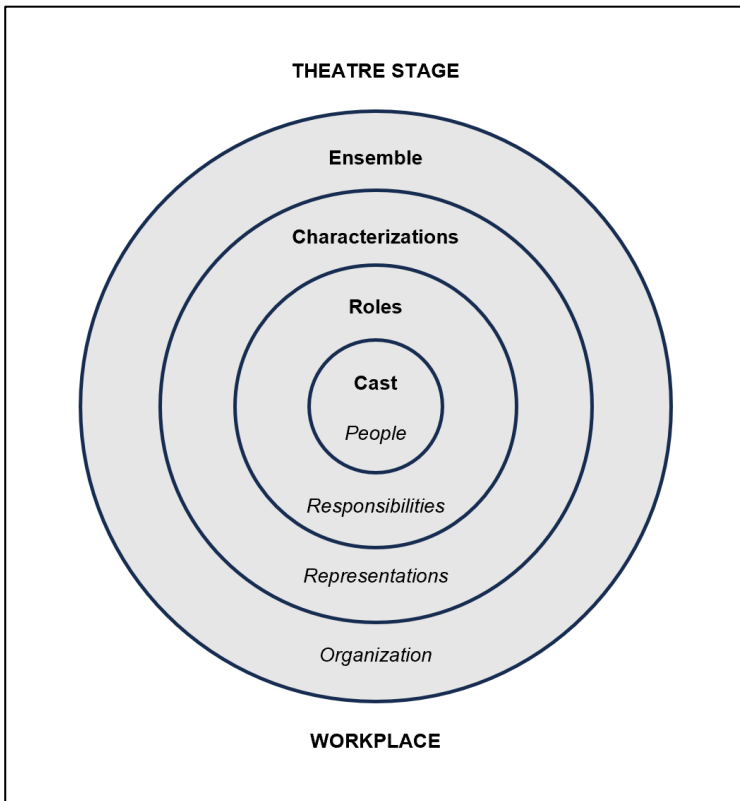 THEATRE STAGE
Ensemble
Characterizations
Roles
Cast
People
Responsibilities
Representations
Organization
WORKPLACE